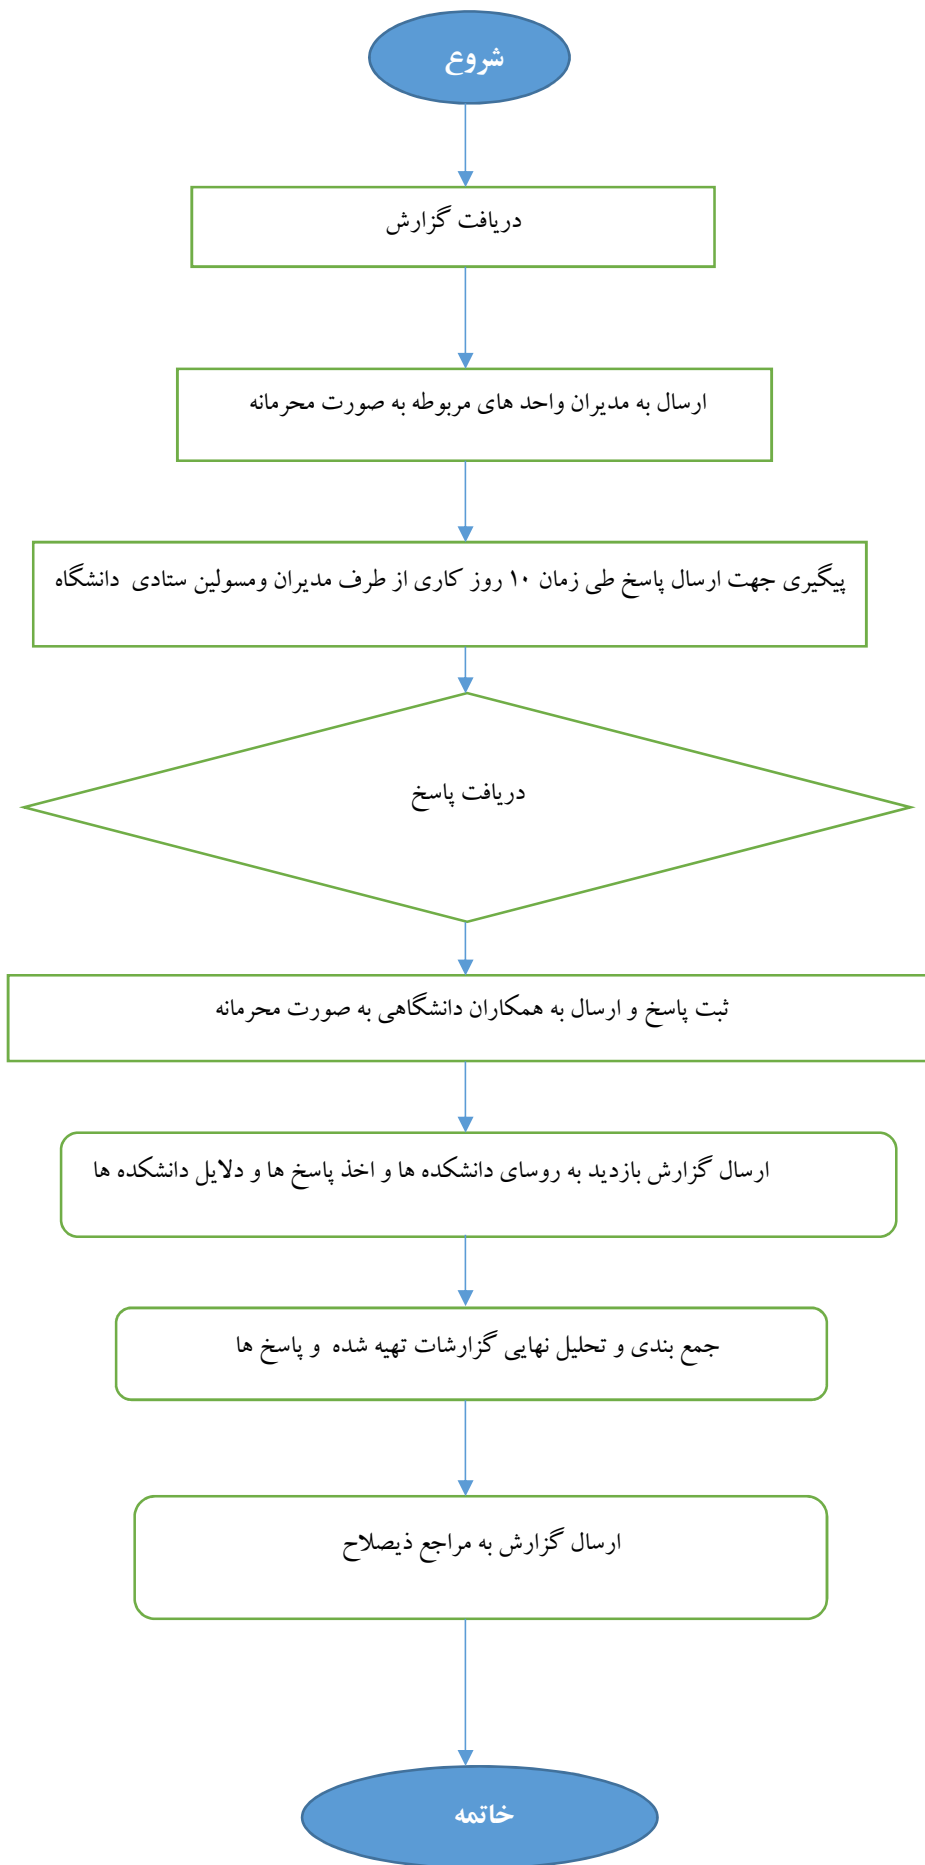 شروع
دریافت گزارش
ارسال به مدیران واحد های مربوطه به صورت محرمانه
پیگیری جهت ارسال پاسخ طی زمان ۱۰ روز کاری از طرف مدیران ومسولین ستادی دانشگاه
دریافت پاسخ
ثبت پاسخ و ارسال به همکاران دانشگاهی به صورت محرمانه
ارسال گزارش بازدید به روسای دانشکده ها و اخذ پاسخ ها و دلایل دانشکده ها
جمع بندی و تحلیل نهایی گزارشات تهیه شده و پاسخ ها
ارسال گزارش به مراجع ذیصلاح
خاتمه